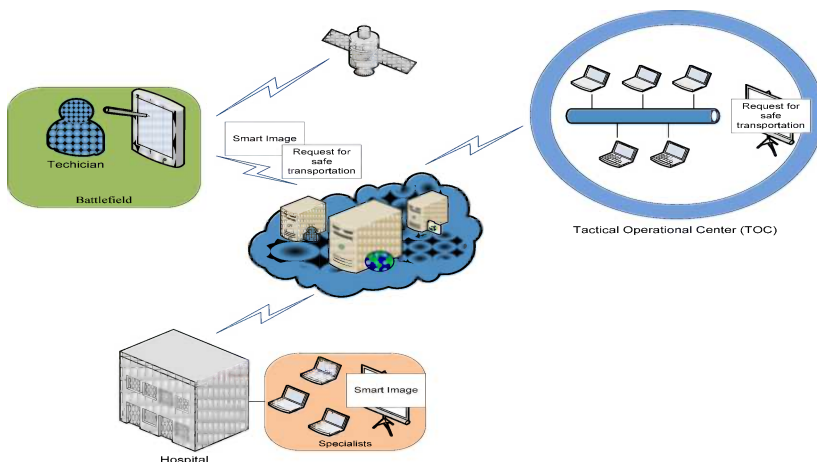 Smart Image
Request for
safe
transportation
Techician
Battlefield
Request for
safe
transportation
Tactical Operational Center (TOC)
Smart Image
Specialists
Hospital